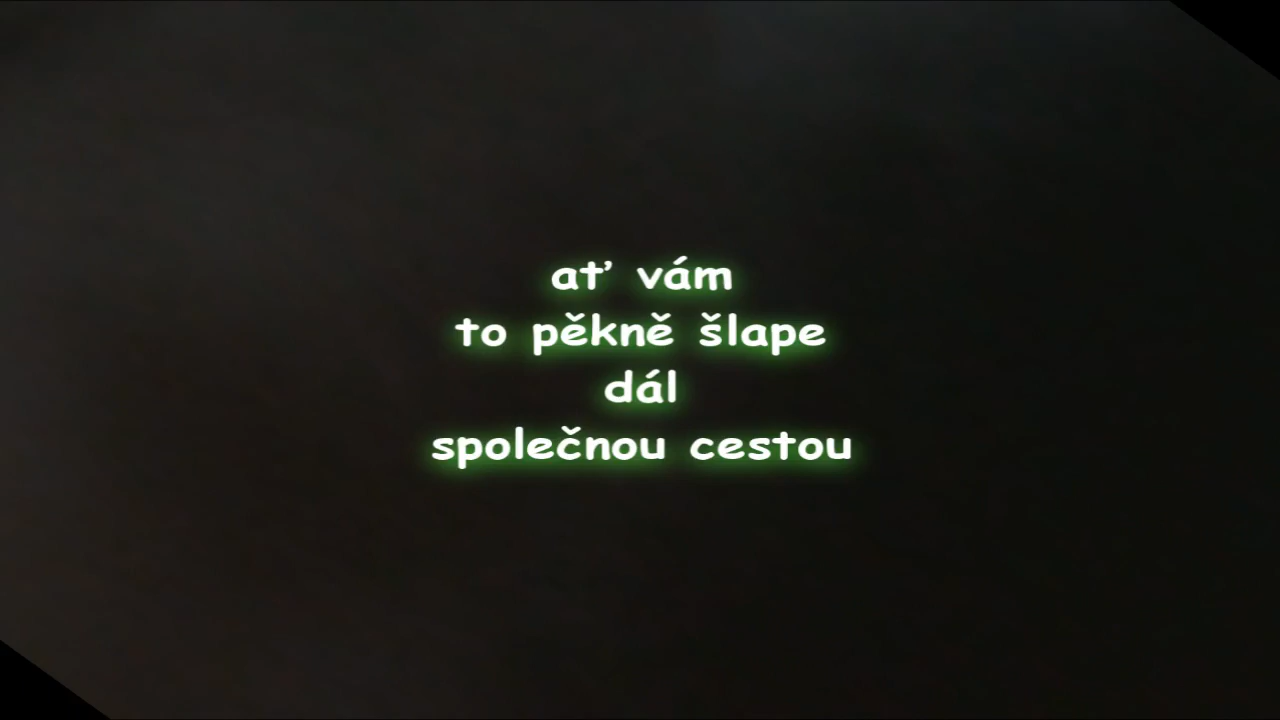 ať vám
to pěkně šlape
dál
společnou cestou